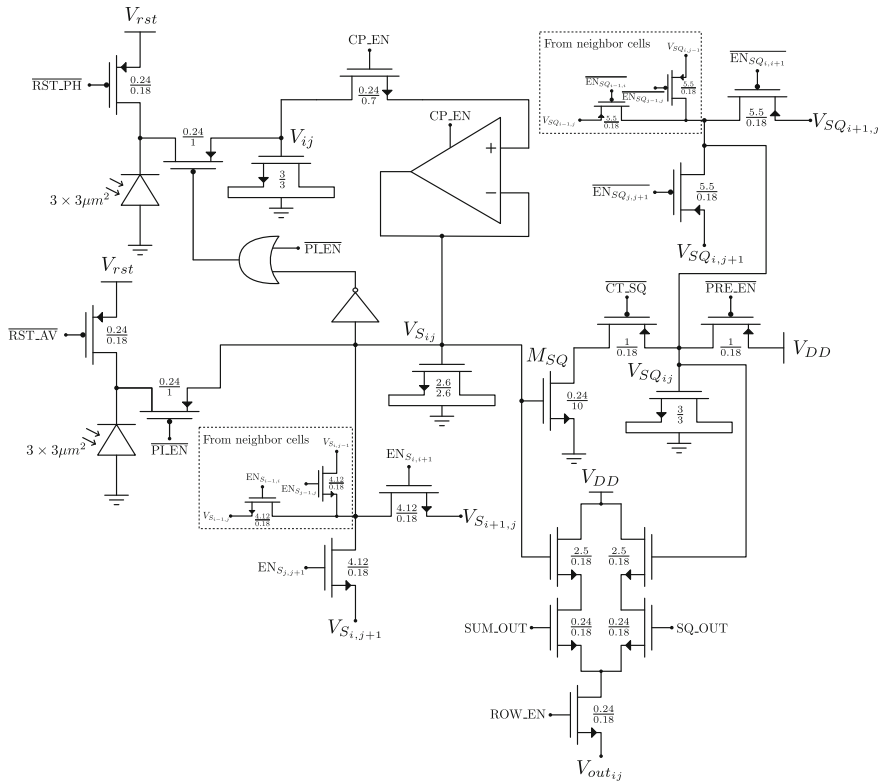 V_rst
CP_EN
From neighbor cells
V_SQ_i,j−1
EN_SQ_i,i+1
RST_PH
0.24/0.18
0.24/0.7
EN_SQ_i−1,i
EN_SQ_j−1,j
5.5/0.18
V_SQ_i−1,j
5.5/0.18
5.5/0.18
V_SQ_i+1,j
0.24/1
V_ij
CP_EN
+
−
3/3
3 × 3μm²
EN_SQ_j,j+1
5.5/0.18
V_SQ_i,j+1
PI_EN
V_rst
CT_SQ
PRE_EN
RST_AV
0.24/0.18
V_S_ij
1/0.18
1/0.18
V_DD
0.24/1
M_SQ
V_SQ_ij
2.6/2.6
0.24/10
3/3
3 × 3μm²
PI_EN
From neighbor cells
V_S_i,j−1
EN_S_i,i+1
EN_S_i−1,i
EN_S_j−1,j
4.12/0.18
V_S_i−1,j
4.12/0.18
4.12/0.18
V_S_i+1,j
V_DD
EN_S_j,j+1
4.12/0.18
2.5/0.18
2.5/0.18
V_S_i,j+1
SUM_OUT
0.24/0.18
0.24/0.18
SQ_OUT
ROW_EN
0.24/0.18
V_out_ij